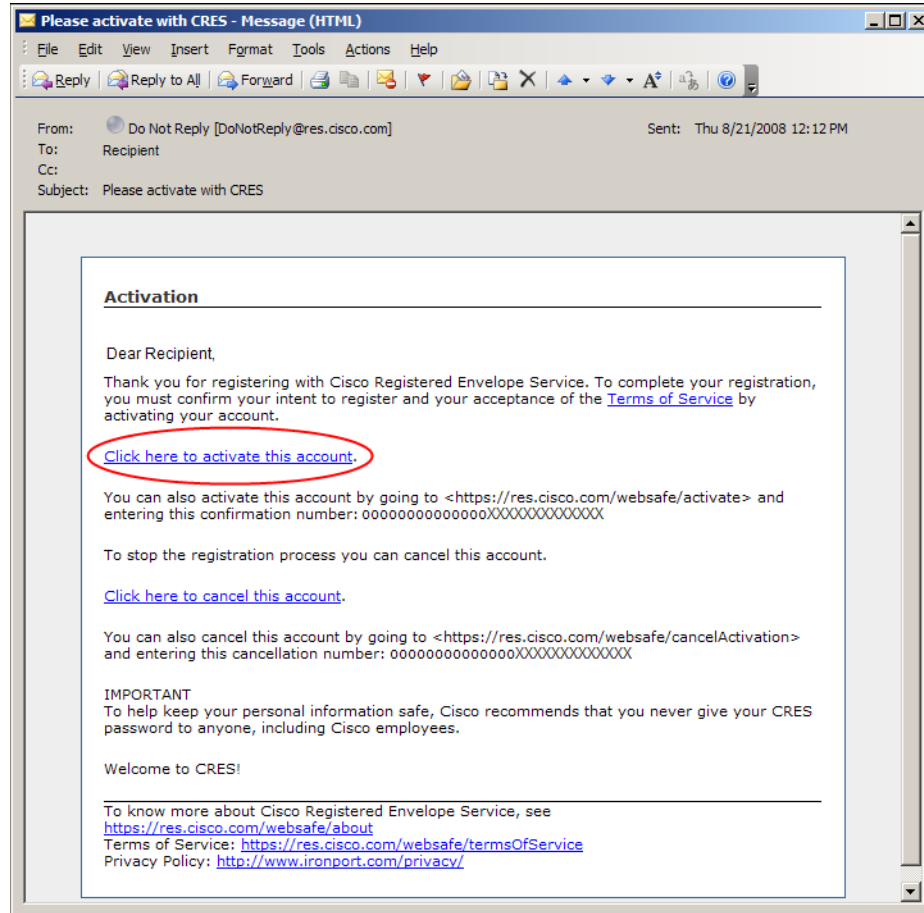 Please activate with CRES - Message (HTML)
File Edit View Insert Format Tools Actions Help
Reply Reply to All Forward
From: Do Not Reply [DoNotReply@res.cisco.com] Sent: Thu 8/21/2008 12:12 PM
To: Recipient
Cc:
Subject: Please activate with CRES
Activation
Dear Recipient,
Thank you for registering with Cisco Registered Envelope Service. To complete your registration,
you must confirm your intent to register and your acceptance of the Terms of Service by
activating your account.
Click here to activate this account.
You can also activate this account by going to <https://res.cisco.com/websafe/activate> and
entering this confirmation number: 00000000000000XXXXXXXXXXXXX
To stop the registration process you can cancel this account.
Click here to cancel this account.
You can also cancel this account by going to <https://res.cisco.com/websafe/cancelActivation>
and entering this cancellation number: 00000000000000XXXXXXXXXXXXX
IMPORTANT
To help keep your personal information safe, Cisco recommends that you never give your CRES
password to anyone, including Cisco employees.
Welcome to CRES!
To know more about Cisco Registered Envelope Service, see
https://res.cisco.com/websafe/about
Terms of Service: https://res.cisco.com/websafe/termsOfService
Privacy Policy: http://www.ironport.com/privacy/